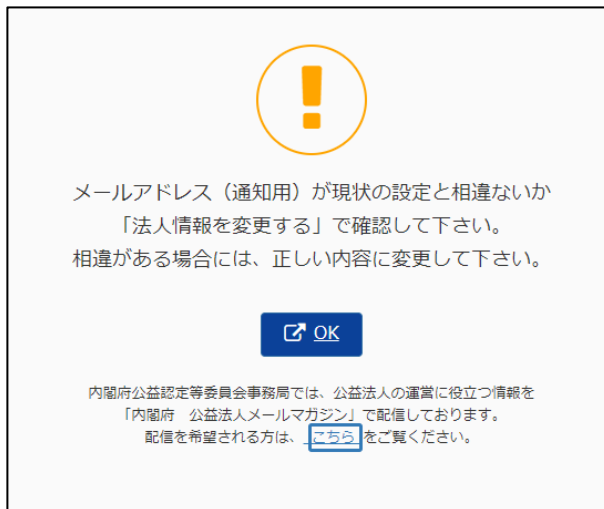 メールアドレス（通知用）が現状の設定と相違ないか
「法人情報を変更する」で確認して下さい。
相違がある場合には、正しい内容に変更して下さい。
OK
内閣府公益認定等委員会事務局では、公益法人の運営に役立つ情報を
「内閣府　公益法人メールマガジン」で配信しております。
配信を希望される方は、こちらをご覧ください。